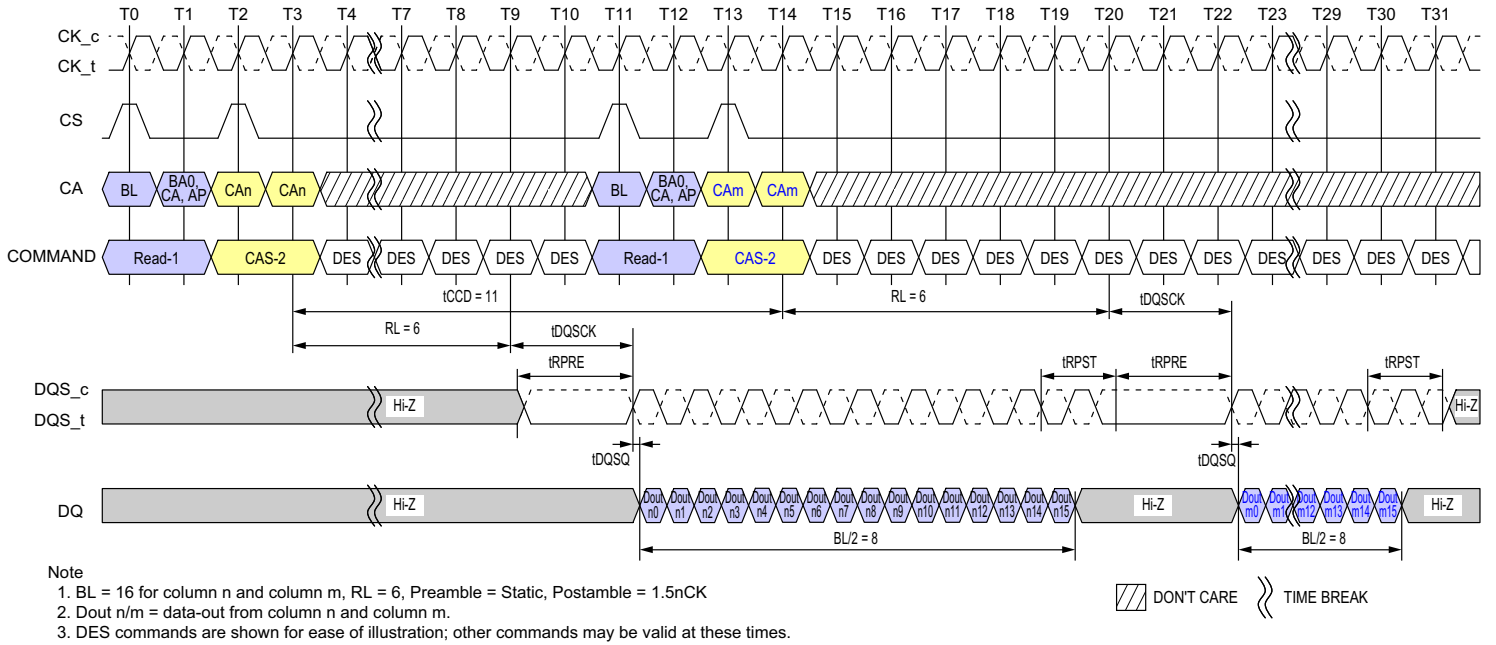 T0 T1 T2 T3 T4 T7 T8 T9 T10 T11 T12 T13 T14 T15 T16 T17 T18 T19 T20 T21 T22 T23 T29 T30 T31
CK_c
CK_t
CS
CA BL BA0, CA, AP CAn CAn BL BA0, CA, AP CAm CAm
COMMAND Read-1 CAS-2 DES DES DES DES DES Read-1 CAS-2 DES DES DES DES DES DES DES DES DES DES DES DES
tCCD = 11 RL = 6 tDQSCK
RL = 6 tDQSCK
tRPRE tRPST tRPRE tRPST
DQS_c
DQS_t
Hi-Z Hi-Z
tDQSQ tDQSQ
DQ Hi-Z Dout n0 Dout n1 Dout n2 Dout n3 Dout n4 Dout n5 Dout n6 Dout n7 Dout n8 Dout n9 Dout n10 Dout n11 Dout n12 Dout n13 Dout n14 Dout n15 Hi-Z Dout m0 Dout m1 Dout m12 Dout m13 Dout m14 Dout m15 Hi-Z
BL/2 = 8 BL/2 = 8
Note
1. BL = 16 for column n and column m, RL = 6, Preamble = Static, Postamble = 1.5nCK
2. Dout n/m = data-out from column n and column m.
3. DES commands are shown for ease of illustration; other commands may be valid at these times.
DON'T CARE TIME BREAK